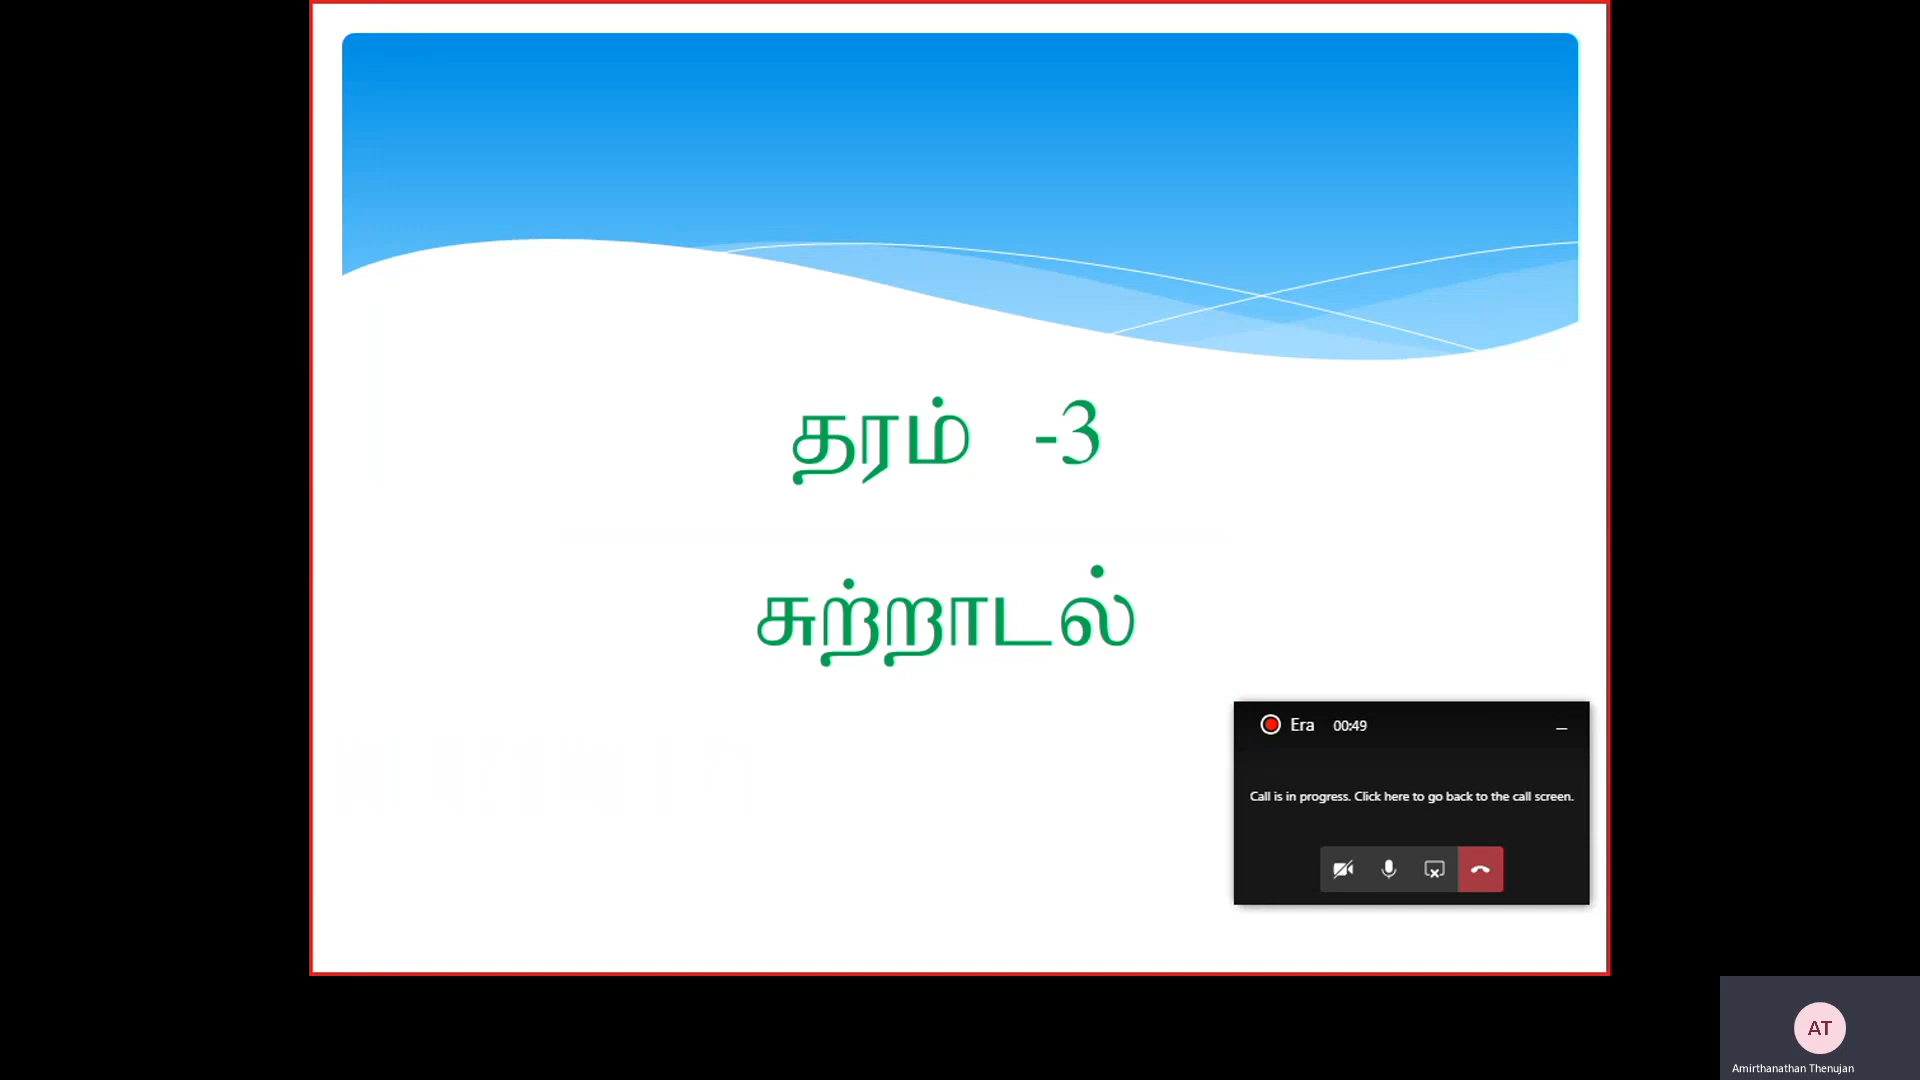 தரம் -3
சுற்றாடல்
Era 00:49
Call is in progress. Click here to go back to the call screen.
AT
Amirthanathan Thenujan